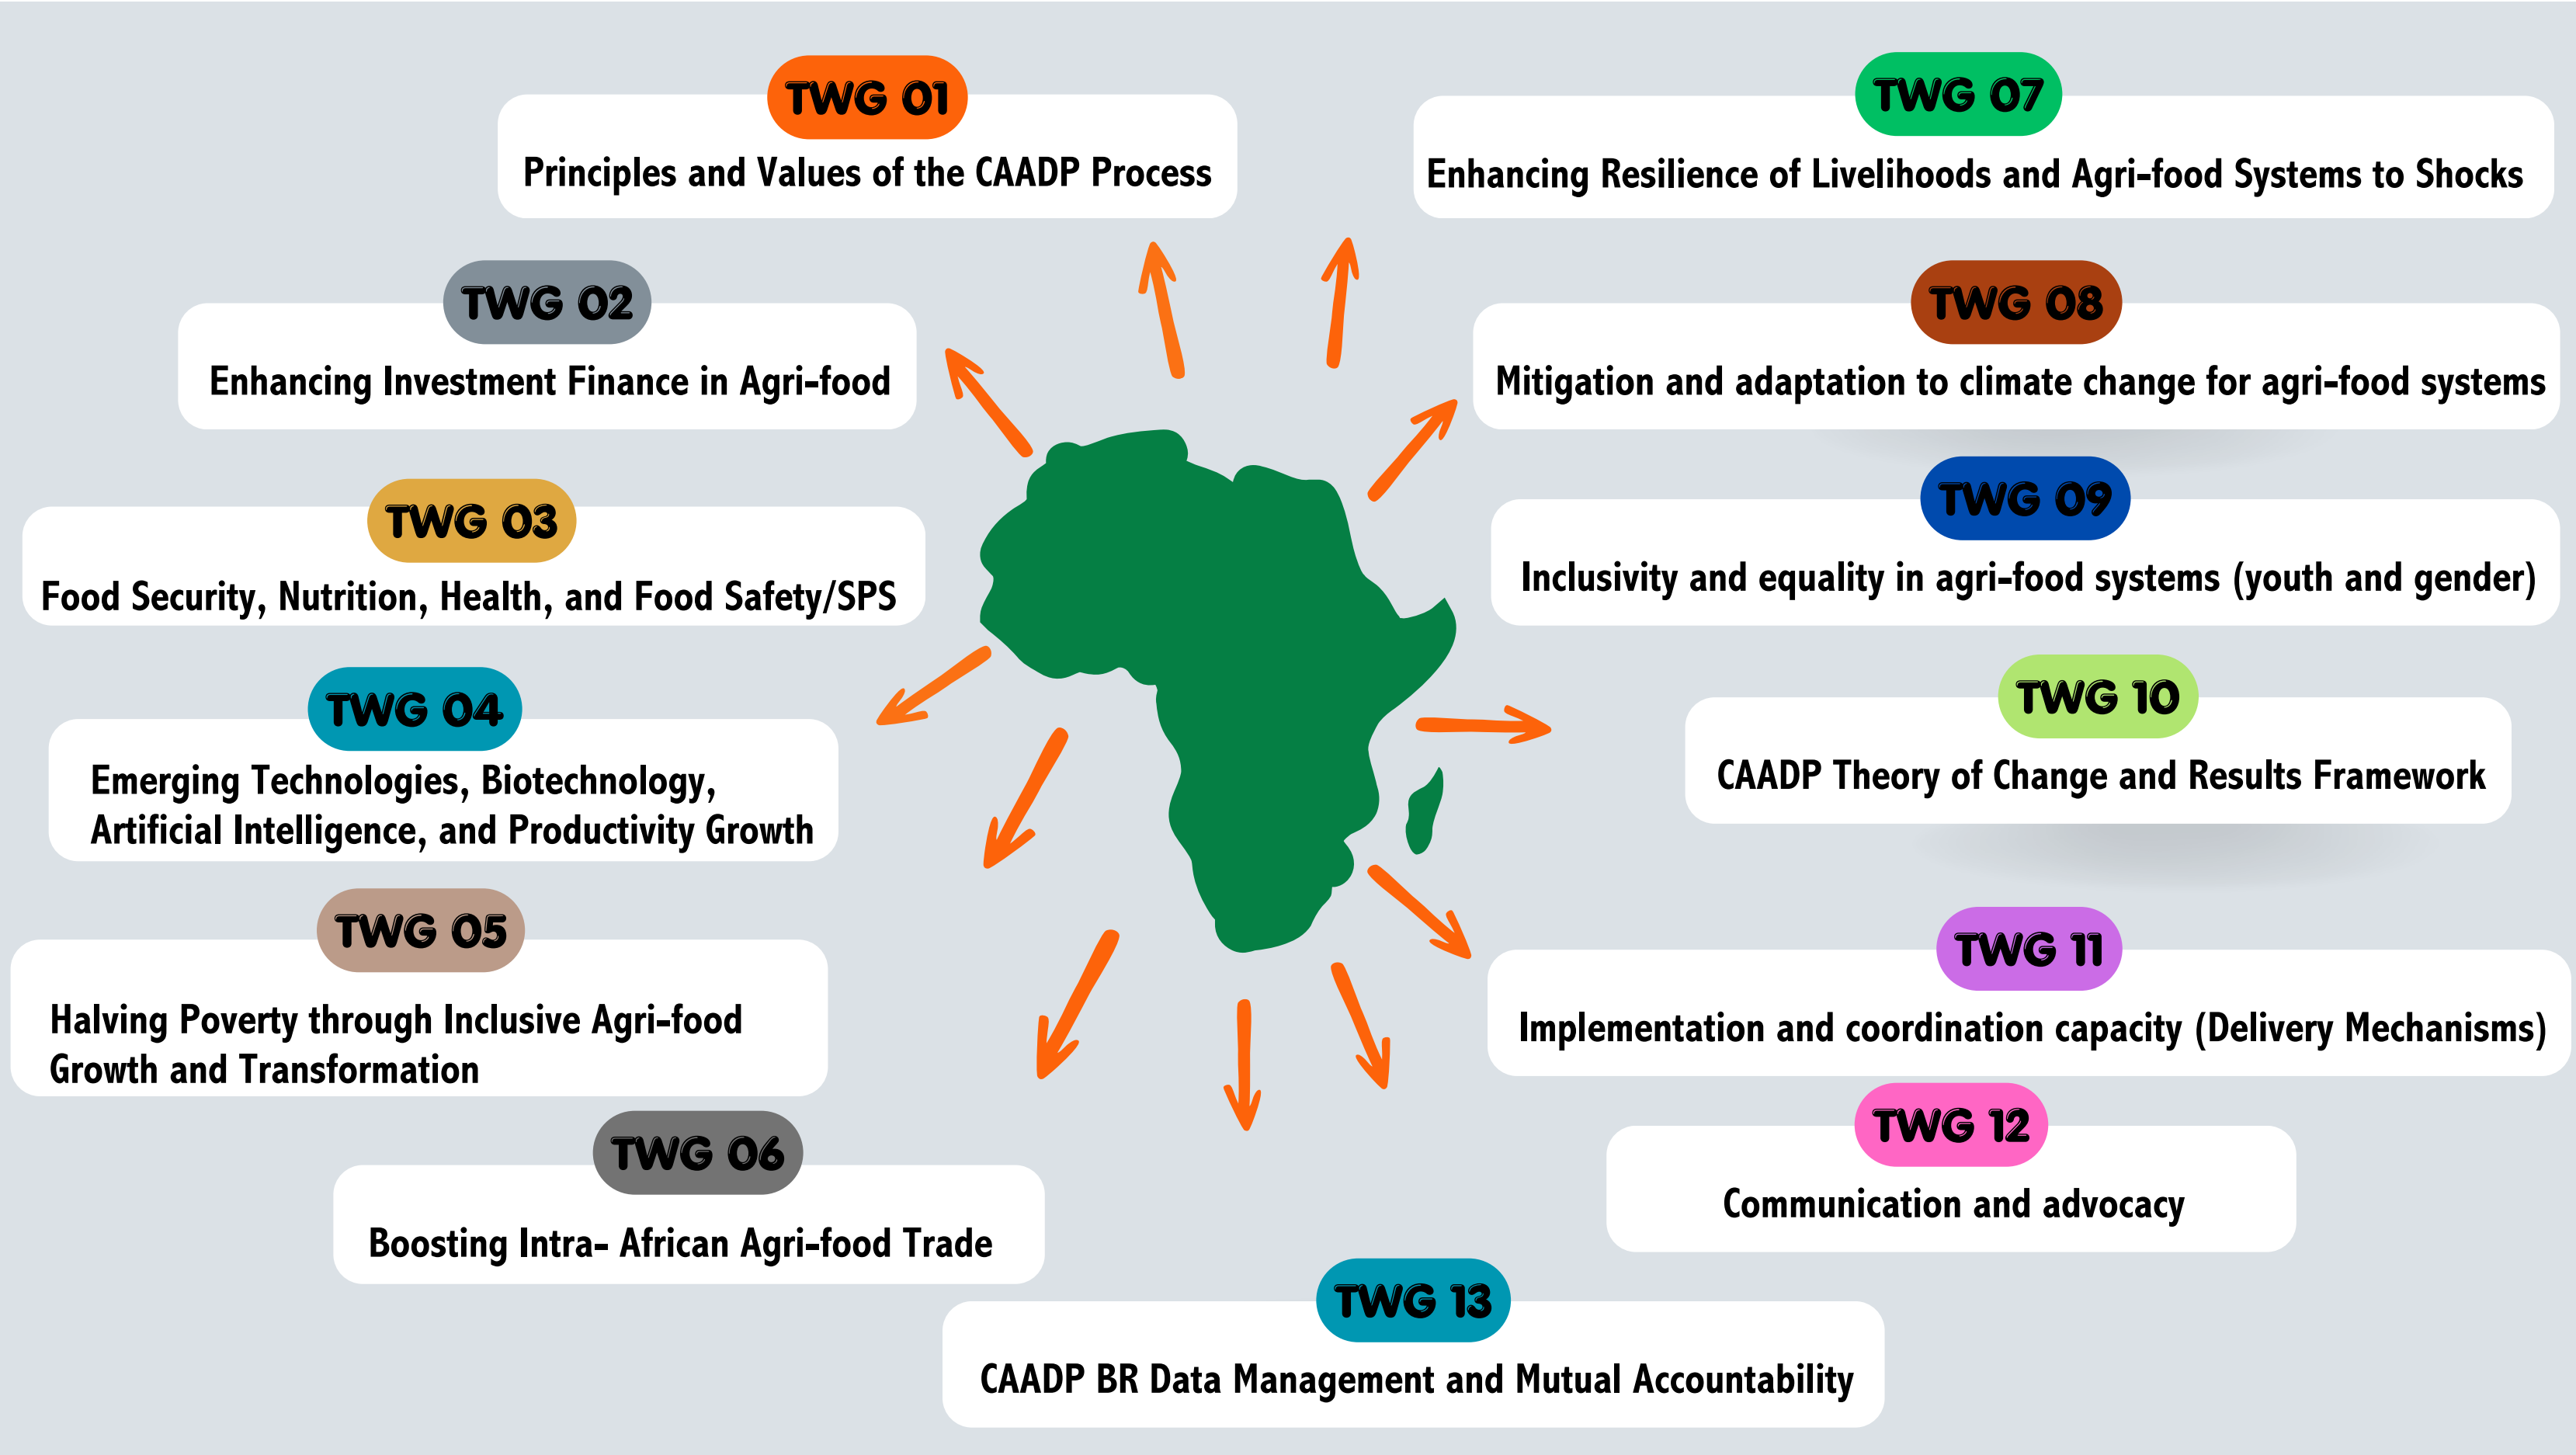 TWG 01
Principles and Values of the CAADP Process
TWG 02
Enhancing Investment Finance in Agri-food
TWG 03
Food Security, Nutrition, Health, and Food Safety/SPS
TWG 04
Emerging Technologies, Biotechnology,
Artificial Intelligence, and Productivity Growth
TWG 05
Halving Poverty through Inclusive Agri-food
Growth and Transformation
TWG 06
Boosting Intra- African Agri-food Trade
TWG 07
Enhancing Resilience of Livelihoods and Agri-food Systems to Shocks
TWG 08
Mitigation and adaptation to climate change for agri-food systems
TWG 09
Inclusivity and equality in agri-food systems (youth and gender)
TWG 10
CAADP Theory of Change and Results Framework
TWG 11
Implementation and coordination capacity (Delivery Mechanisms)
TWG 12
Communication and advocacy
TWG 13
CAADP BR Data Management and Mutual Accountability